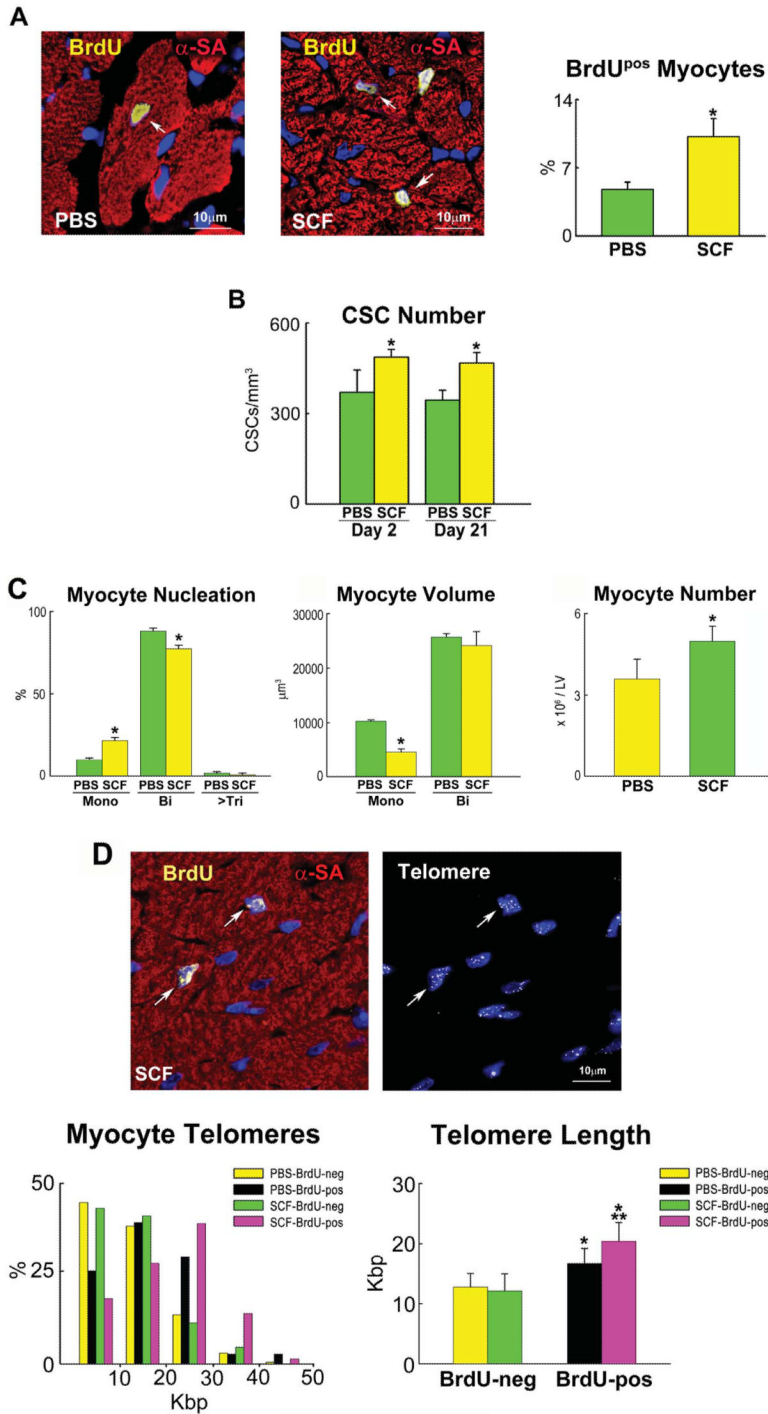 A
BrdU α-SA
PBS
10μm
BrdU α-SA
SCF
10μm
BrdUpos Myocytes
14
7
0
%
*
PBS SCF
B
CSC Number
600
300
0
CSCs/mm3
* *
PBS SCF PBS SCF
Day 2 Day 21
C
Myocyte Nucleation
100
50
0
%
* *
PBS SCF PBS SCF PBS SCF
Mono Bi >Tri
Myocyte Volume
30000
20000
10000
0
μm3
*
PBS SCF PBS SCF
Mono Bi
Myocyte Number
6
3
0
x 106 / LV
*
PBS SCF
D
BrdU α-SA
SCF
Telomere
10μm
Myocyte Telomeres
50
25
0
%
PBS-BrdU-neg
PBS-BrdU-pos
SCF-BrdU-neg
SCF-BrdU-pos
10 20 30 40 50
Kbp
Telomere Length
30
20
10
0
Kbp
PBS-BrdU-neg
PBS-BrdU-pos
SCF-BrdU-neg
SCF-BrdU-pos
*
* **
BrdU-neg BrdU-pos